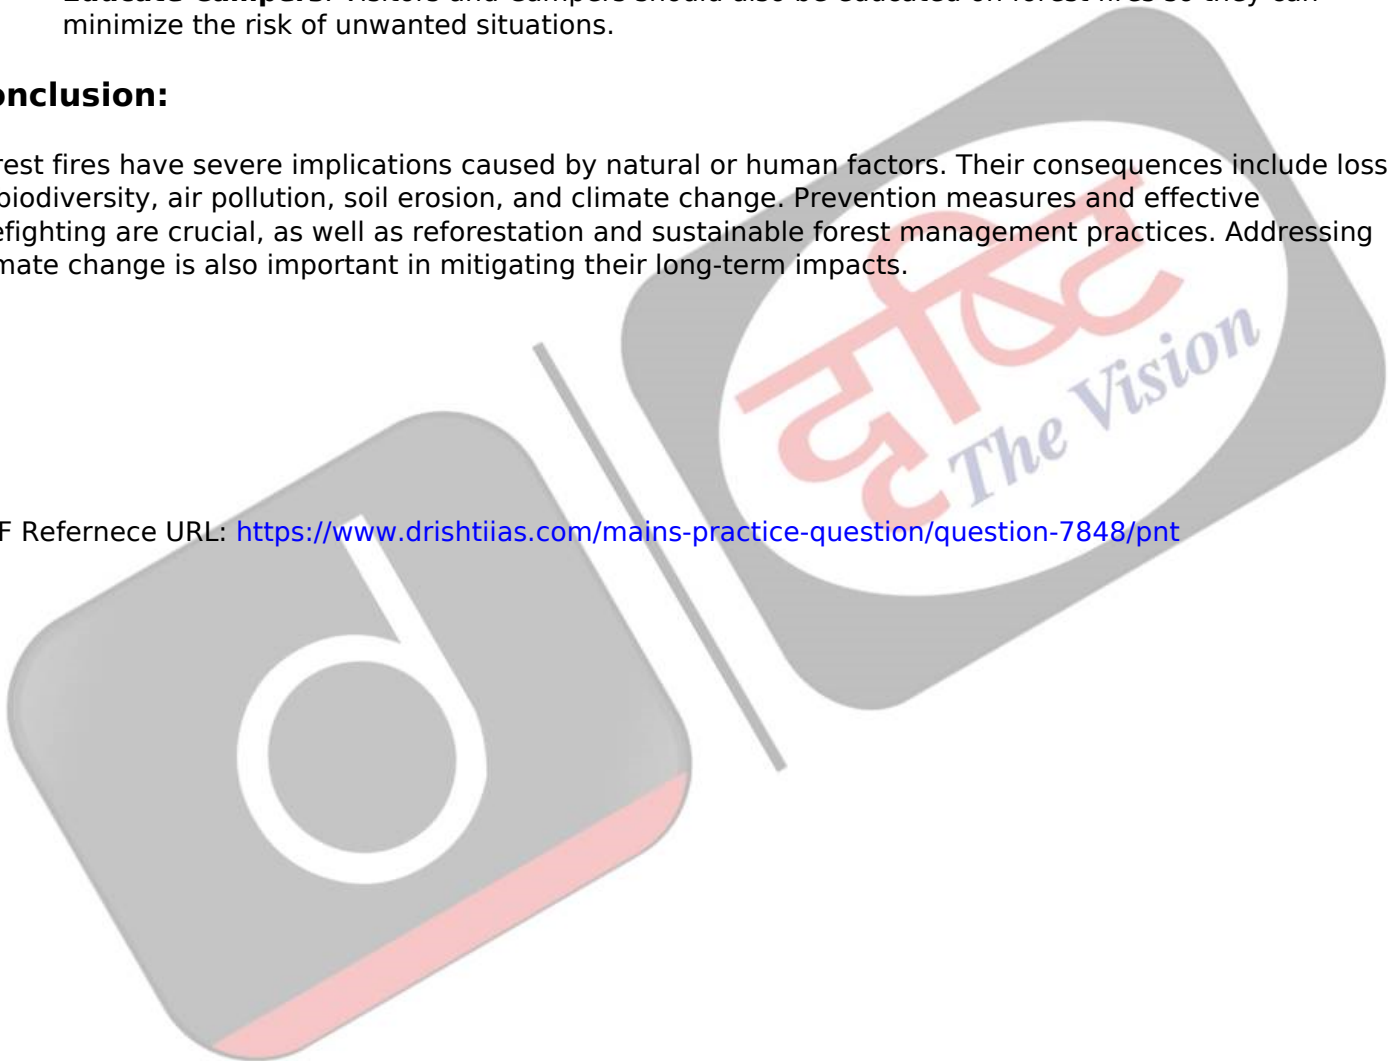 minimize the risk of unwanted situations.
onclusion:
rest fires have severe implications caused by natural or human factors. Their consequences include loss
biodiversity, air pollution, soil erosion, and climate change. Prevention measures and effective
efighting are crucial, as well as reforestation and sustainable forest management practices. Addressing
mate change is also important in mitigating their long-term impacts.
दृष्टि
The Vision
F Refernece URL: https://www.drishtiias.com/mains-practice-question/question-7848/pnt
d